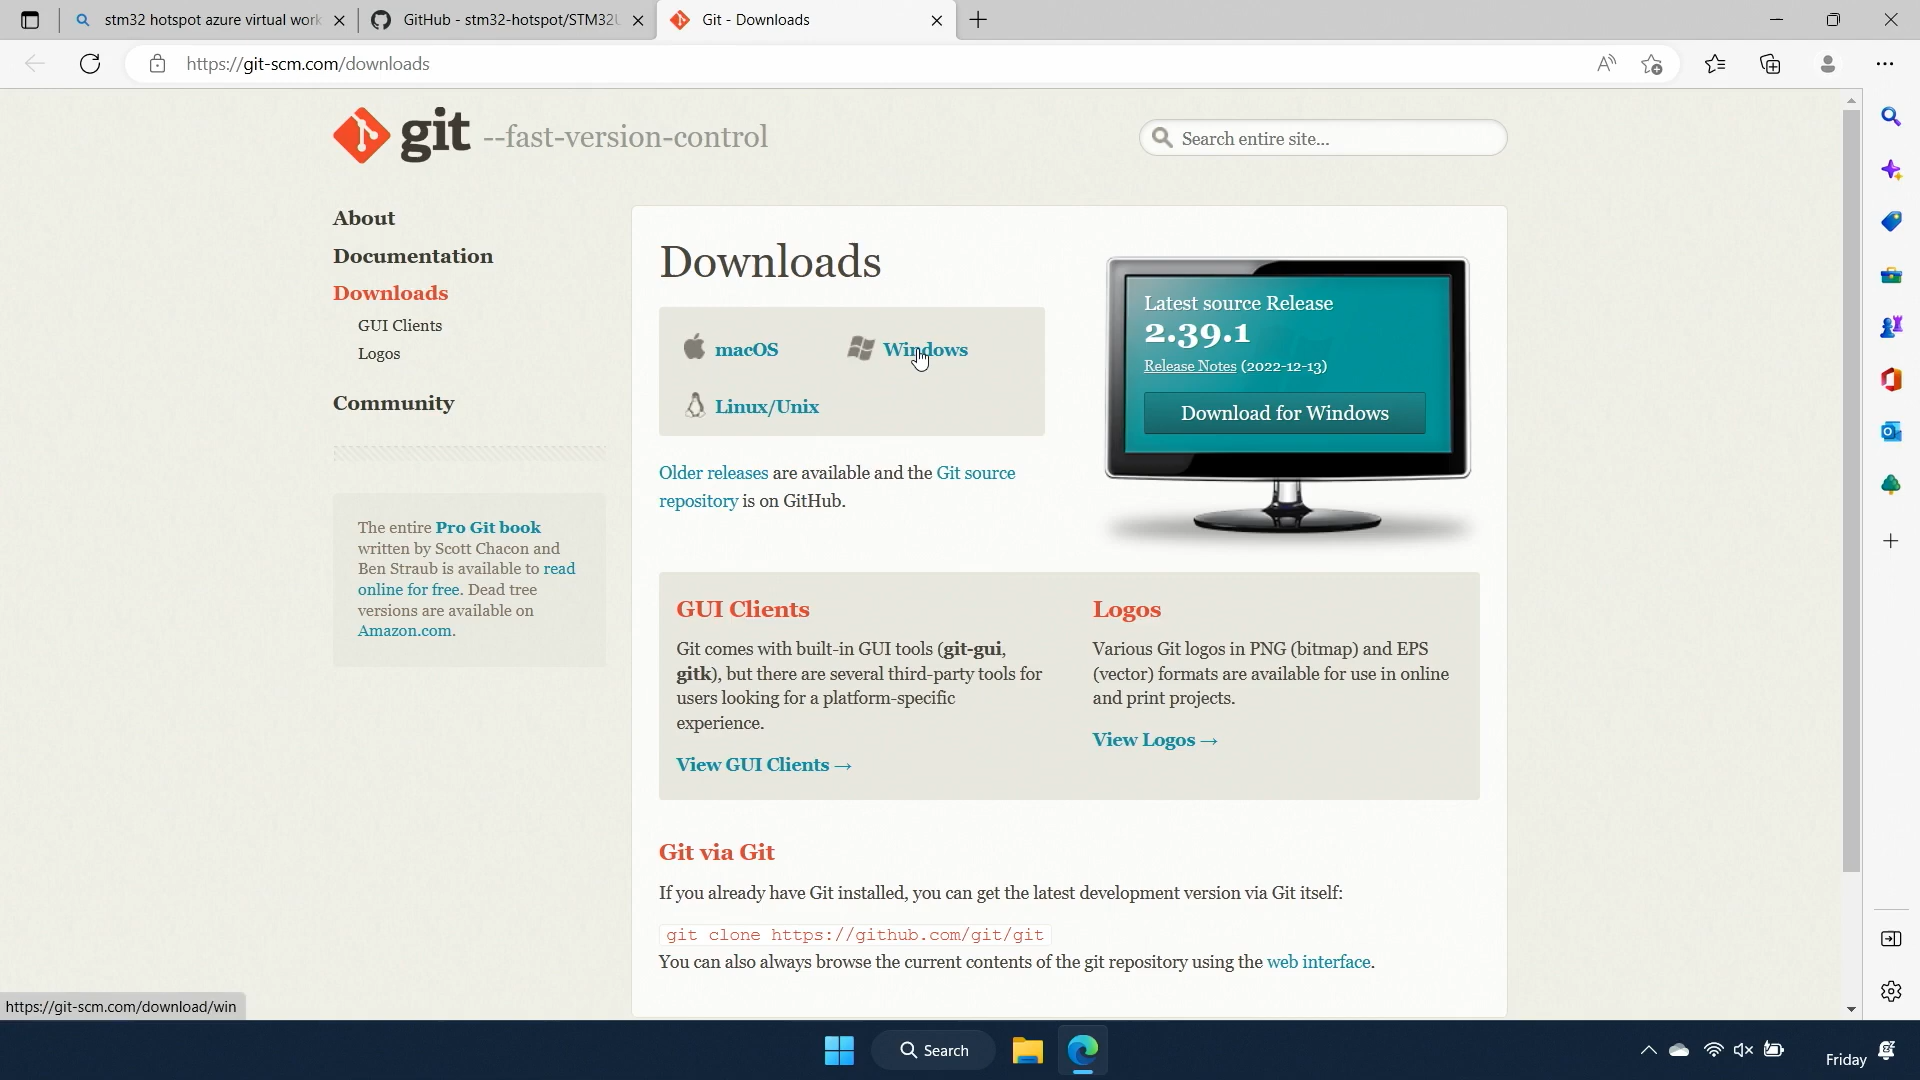 stm32 hotspot azure virtual work
GitHub - stm32-hotspot/STM32U
Git - Downloads
https://git-scm.com/downloads
git --fast-version-control
Search entire site...
About
Documentation
Downloads
GUI Clients
Logos
Community
The entire Pro Git book
written by Scott Chacon and
Ben Straub is available to read
online for free. Dead tree
versions are available on
Amazon.com.
Downloads
macOS
Windows
Linux/Unix
Older releases are available and the Git source
repository is on GitHub.
Latest source Release
2.39.1
Release Notes (2022-12-13)
Download for Windows
GUI Clients
Git comes with built-in GUI tools (git-gui,
gitk), but there are several third-party tools for
users looking for a platform-specific
experience.
View GUI Clients →
Logos
Various Git logos in PNG (bitmap) and EPS
(vector) formats are available for use in online
and print projects.
View Logos →
Git via Git
If you already have Git installed, you can get the latest development version via Git itself:
git clone https://github.com/git/git
You can also always browse the current contents of the git repository using the web interface.
https://git-scm.com/download/win
Search
Friday